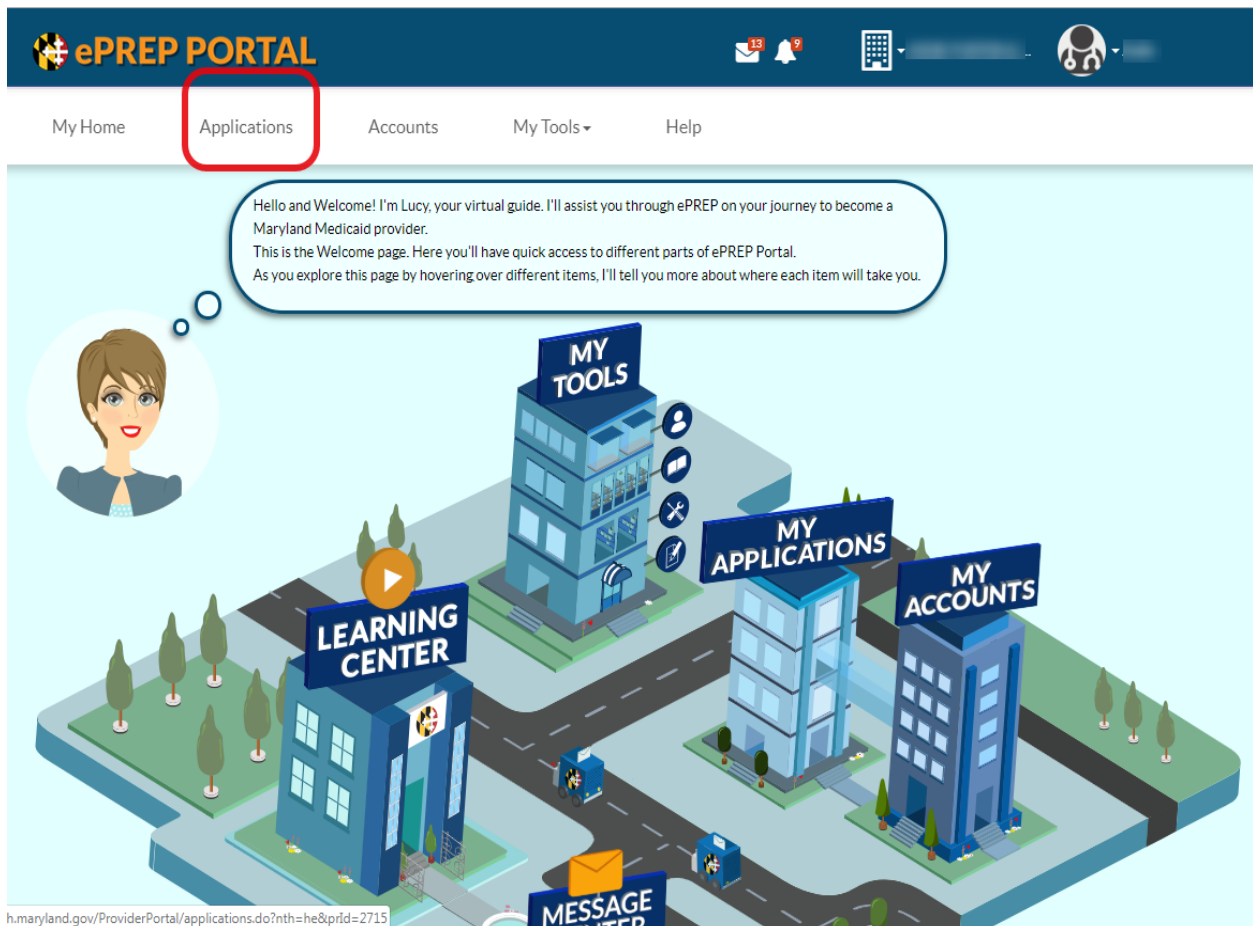 ePREP PORTAL
13
9
My Home
Applications
Accounts
My Tools
Help
Hello and Welcome! I'm Lucy, your virtual guide. I'll assist you through ePREP on your journey to become a
Maryland Medicaid provider.
This is the Welcome page. Here you'll have quick access to different parts of ePREP Portal.
As you explore this page by hovering over different items, I'll tell you more about where each item will take you.
MY
TOOLS
MY
APPLICATIONS
MY
ACCOUNTS
LEARNING
CENTER
MESSAGE
CENTER
h.maryland.gov/ProviderPortal/applications.do?nth=he&prId=2715